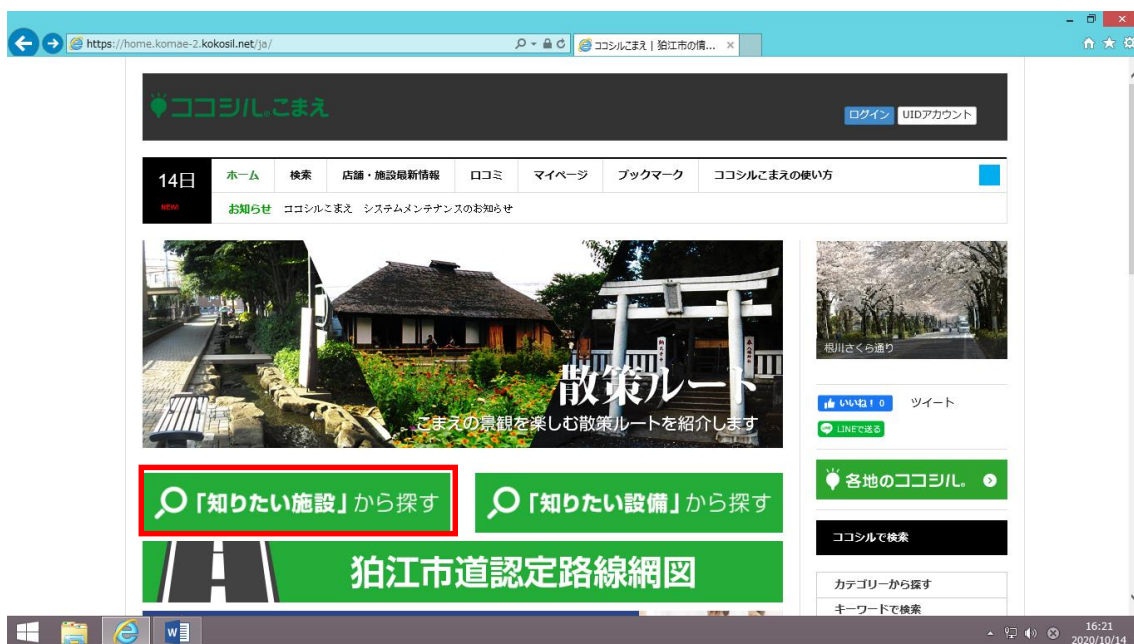 https://home.komae-2.kokosil.net/ja/
ココシルこまえ | 狛江市の情...
ココシル。こまえ
ログイン UIDアカウント
14日
NEW!
ホーム 検索 店舗・施設最新情報 口コミ マイページ ブックマーク ココシルこまえの使い方
お知らせ ココシルこまえ システムメンテナンスのお知らせ
散策ルート
こまえの景観を楽しむ散策ルートを紹介します
根川さくら通り
いいね！ 0 ツイート
LINEで送る
「知りたい施設」から探す
「知りたい設備」から探す
各地のココシル。
狛江市道認定路線網図
ココシルで検索
カテゴリーから探す
キーワードで検索
16:21
2020/10/14